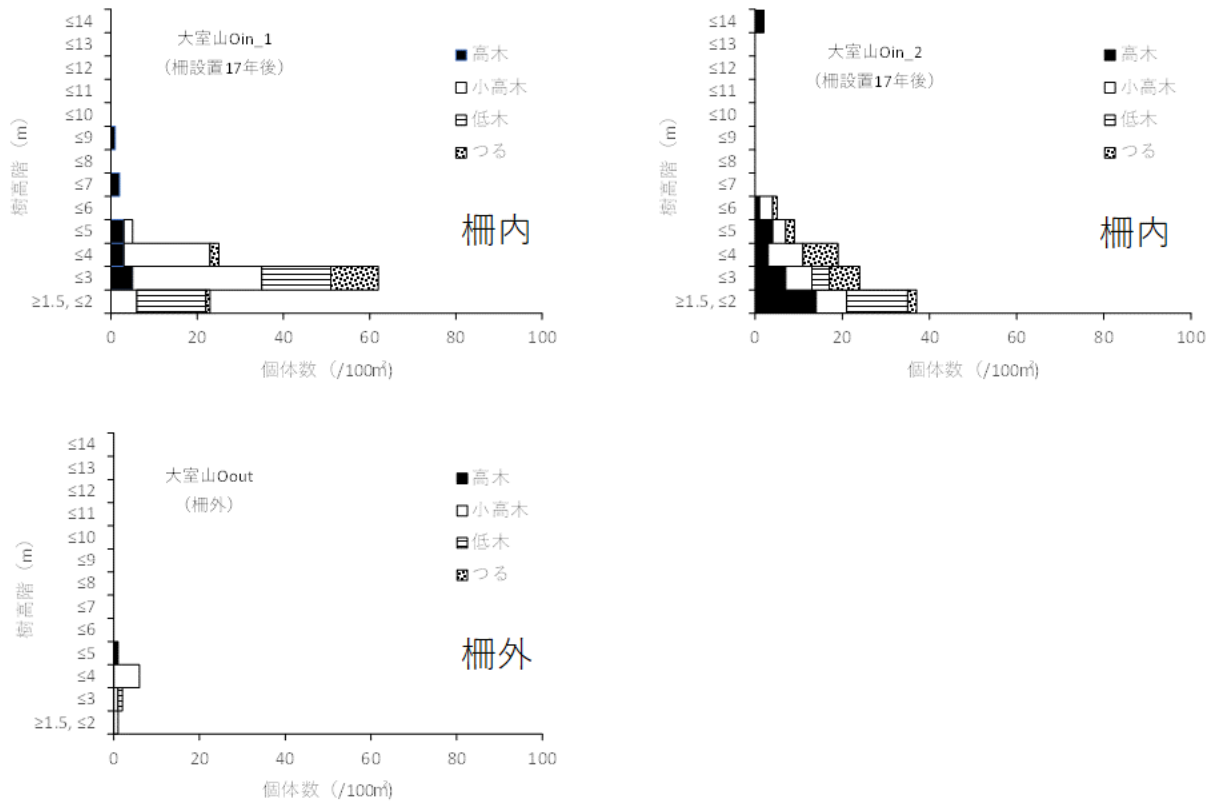 ≤14
≤13
≤12
≤11
≤10
≤9
≤8
≤7
≤6
≤5
≤4
≤3
≥1.5, ≤2
樹高階（m）
大室山Oin_1
（柵設置17年後）
高木
小高木
低木
つる
柵内
0 20 40 60 80 100
個体数（/100㎡）
≤14
≤13
≤12
≤11
≤10
≤9
≤8
≤7
≤6
≤5
≤4
≤3
≥1.5, ≤2
樹高階（m）
大室山Oin_2
（柵設置17年後）
高木
小高木
低木
つる
柵内
0 20 40 60 80 100
個体数（/100㎡）
≤14
≤13
≤12
≤11
≤10
≤9
≤8
≤7
≤6
≤5
≤4
≤3
≥1.5, ≤2
樹高階（m）
大室山Oout
（柵外）
高木
小高木
低木
つる
柵外
0 20 40 60 80 100
個体数（/100㎡）